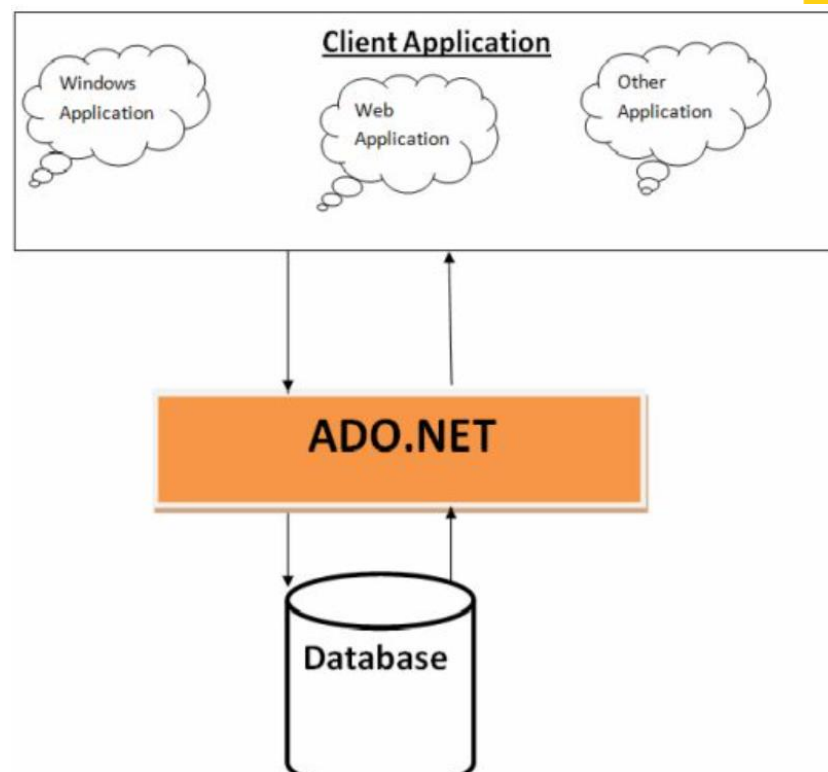 Client Application
Windows
Application
Web
Application
Other
Application
ADO.NET
Database